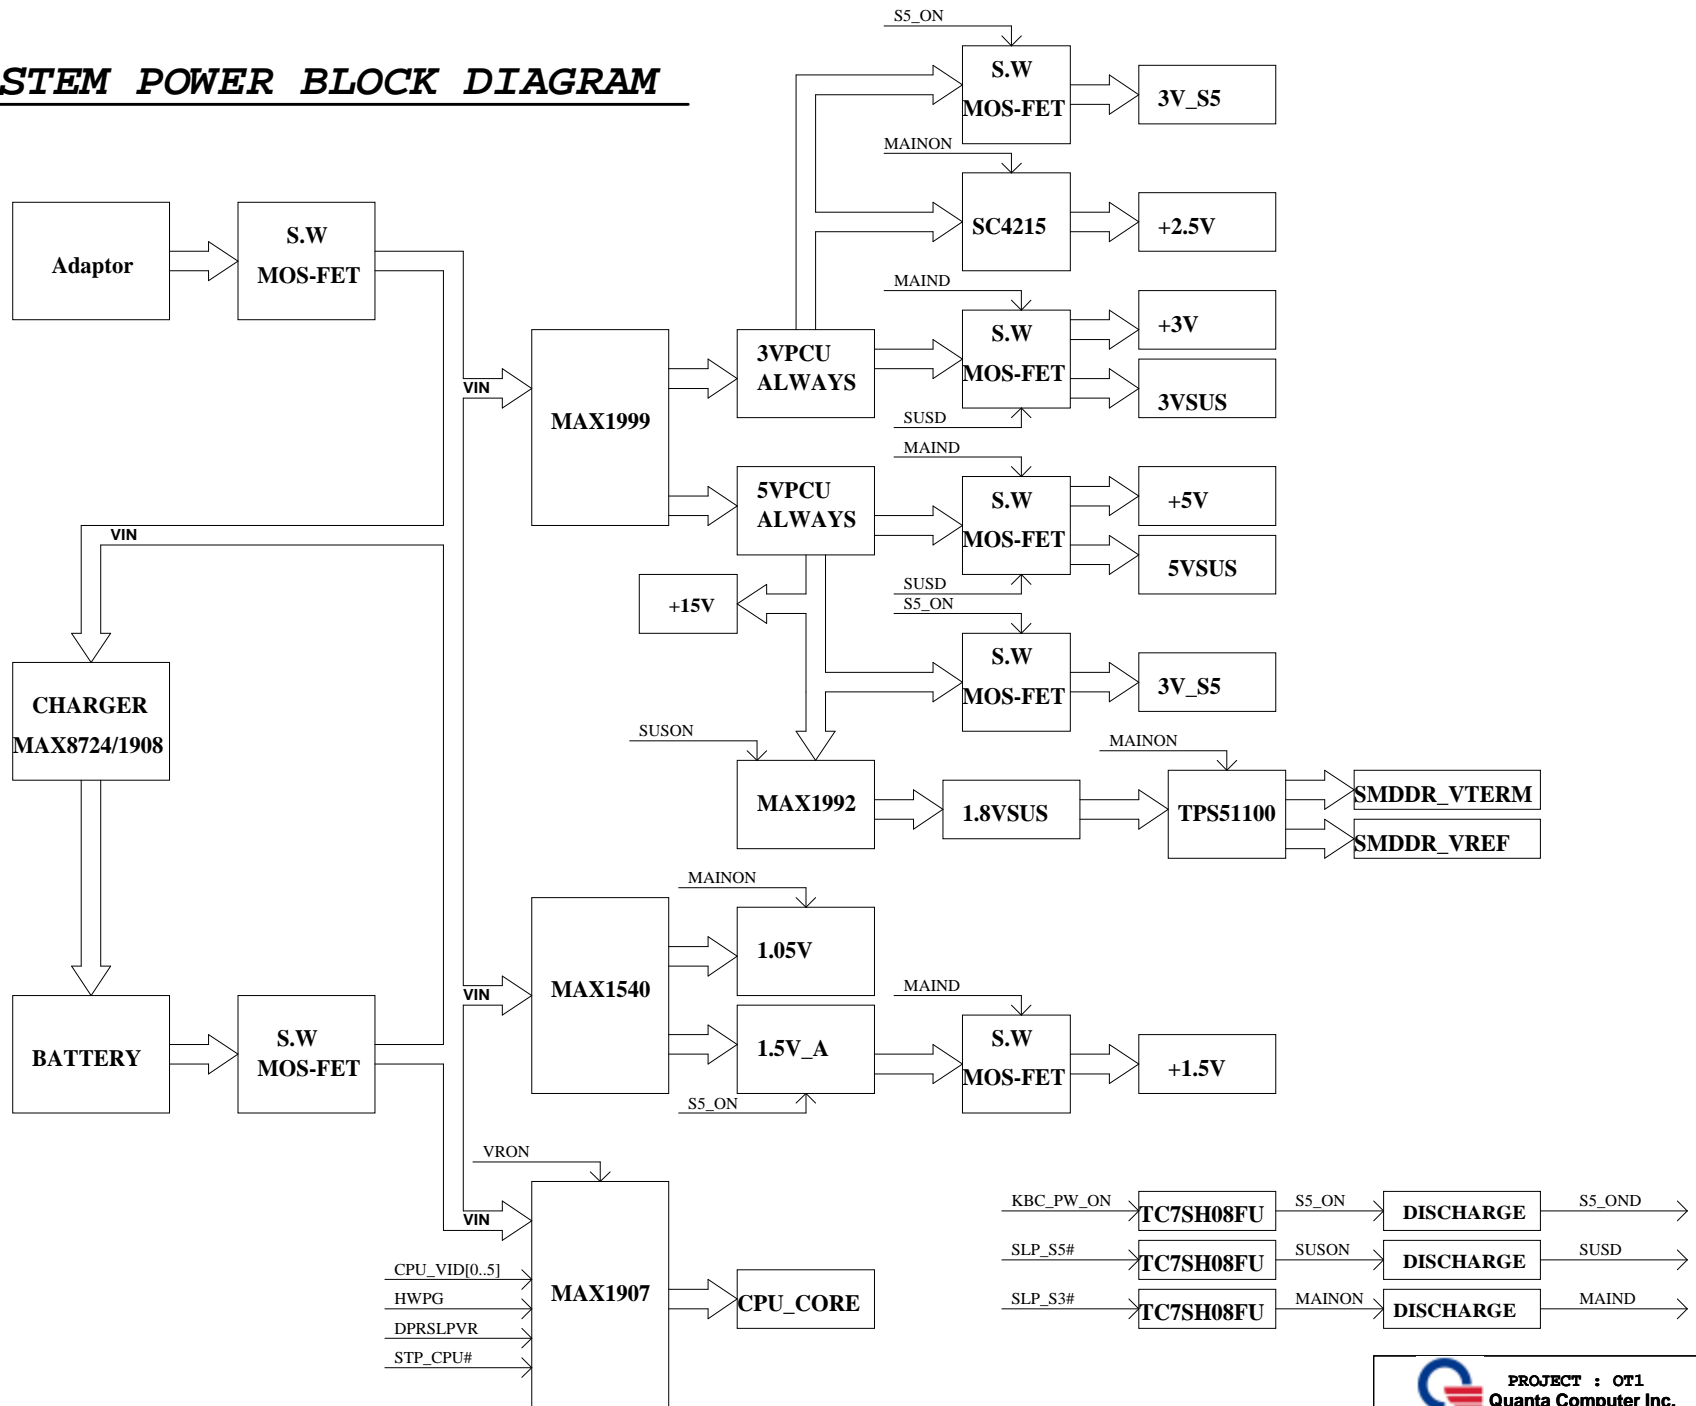 STEM POWER BLOCK DIAGRAM
S5_ON
S.W
MOS-FET
3V_S5
MAINON
SC4215
+2.5V
Adaptor
S.W
MOS-FET
MAIND
S.W
MOS-FET
+3V
3VSUS
SUSD
VIN
MAX1999
3VPCU
ALWAYS
5VPCU
ALWAYS
MAIND
S.W
MOS-FET
+5V
5VSUS
SUSD
VIN
+15V
S5_ON
S.W
MOS-FET
3V_S5
CHARGER
MAX8724/1908
SUSON
MAX1992
1.8VSUS
MAINON
TPS51100
SMDDR_VTERM
SMDDR_VREF
MAINON
1.05V
VIN
MAX1540
1.5V_A
S5_ON
MAIND
S.W
MOS-FET
+1.5V
BATTERY
S.W
MOS-FET
VRON
VIN
CPU_VID[0..5]
HWPG
DPRSLPVR
STP_CPU#
MAX1907
CPU_CORE
KBC_PW_ON
TC7SH08FU
S5_ON
DISCHARGE
S5_OND
SLP_S5#
TC7SH08FU
SUSON
DISCHARGE
SUSD
SLP_S3#
TC7SH08FU
MAINON
DISCHARGE
MAIND
PROJECT : OT1
Quanta Computer Inc.